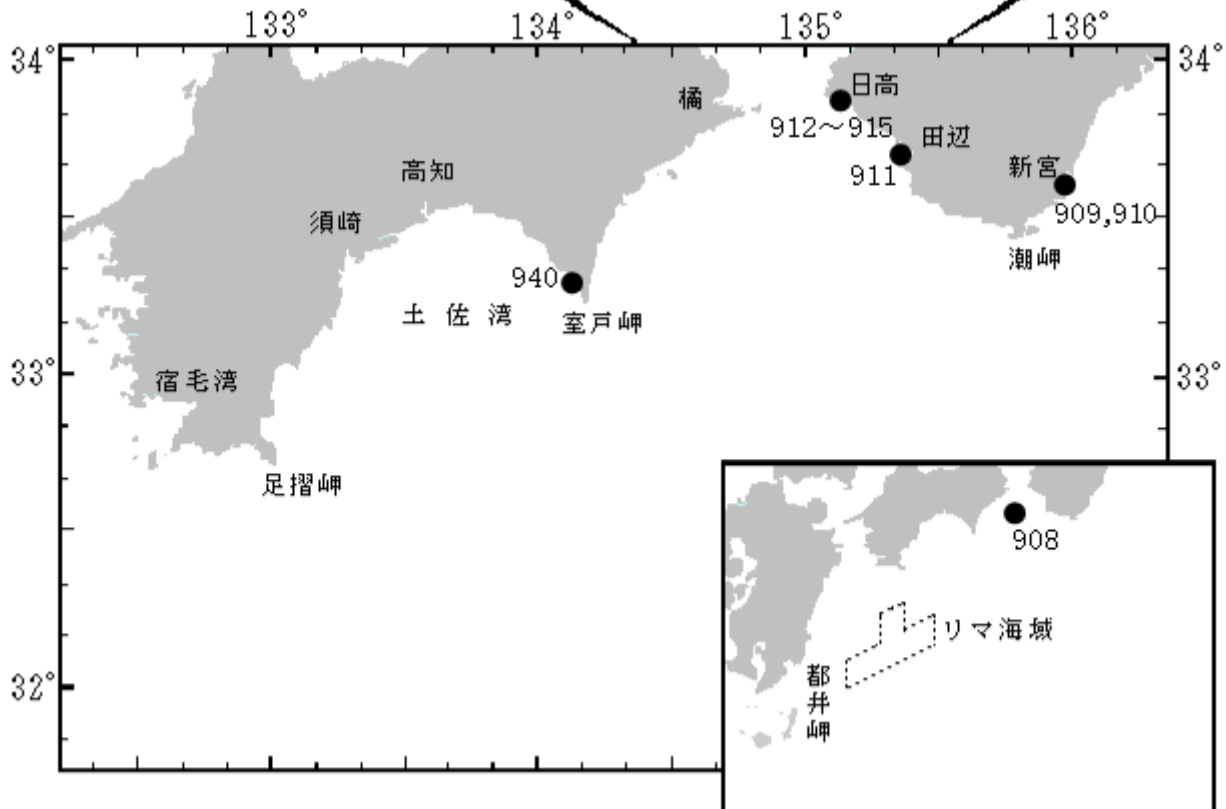 133° 134° 135° 136°
34° 34°
橘
日高
912～915
田辺
911
新宮
909,910
潮岬
高知
須崎
940
土佐湾
室戸岬
33° 33°
宿毛湾
足摺岬
908
リマ海域
都井岬
32°